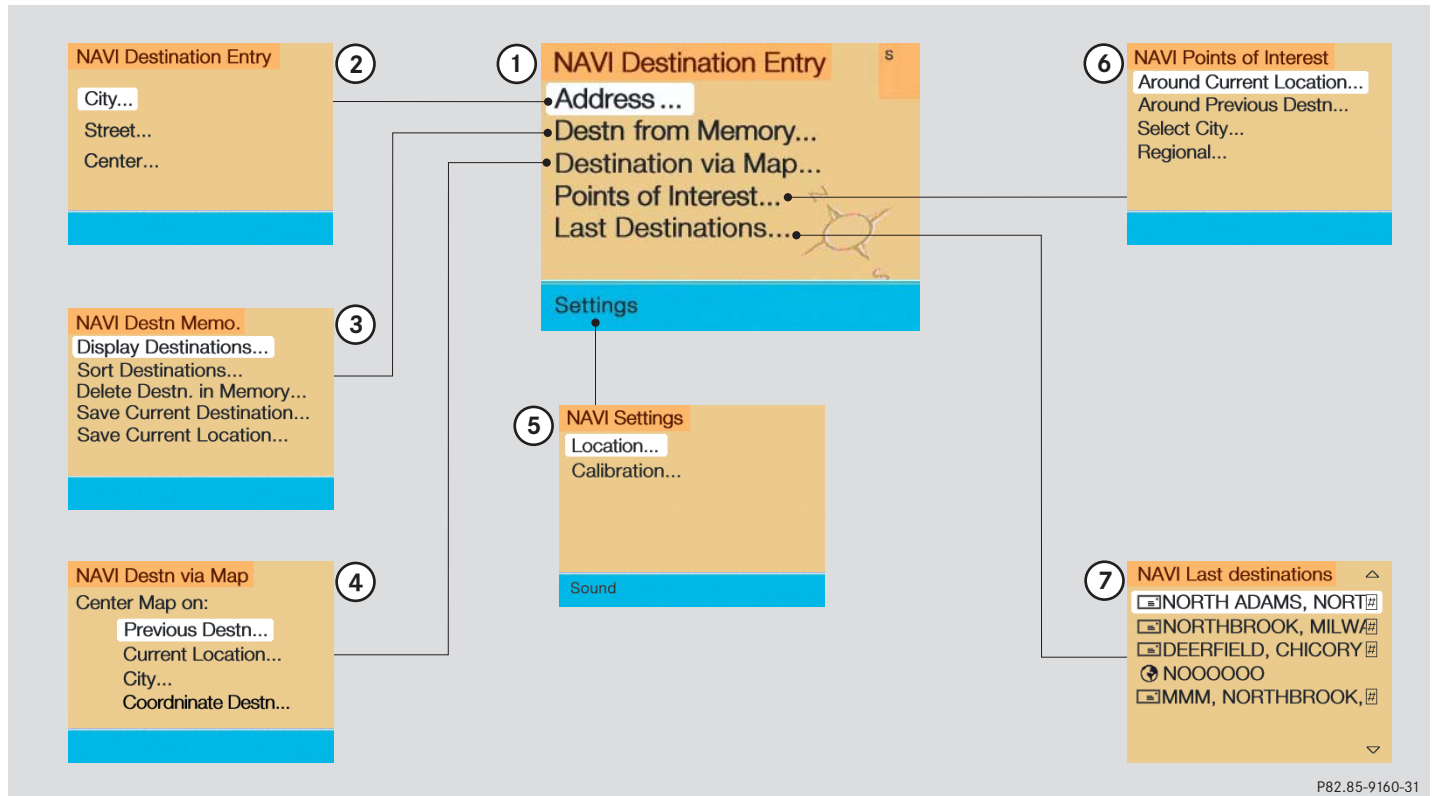 NAVI Destination Entry
2
City...
Street...
Center...
1
NAVI Destination Entry
S
Address ...
Destn from Memory...
Destination via Map...
Points of Interest...
Last Destinations...
N
S
Settings
6
NAVI Points of Interest
Around Current Location...
Around Previous Destn...
Select City...
Regional...
NAVI Destn Memo.
3
Display Destinations...
Sort Destinations...
Delete Destn. in Memory...
Save Current Destination...
Save Current Location...
5
NAVI Settings
Location...
Calibration...
Sound
NAVI Destn via Map
4
Center Map on:
Previous Destn...
Current Location...
City...
Coordninate Destn...
7
NAVI Last destinations
NORTH ADAMS, NORT#
NORTHBROOK, MILWA#
DEERFIELD, CHICORY #
NOOOOOO
MMM, NORTHBROOK, #
P82.85-9160-31